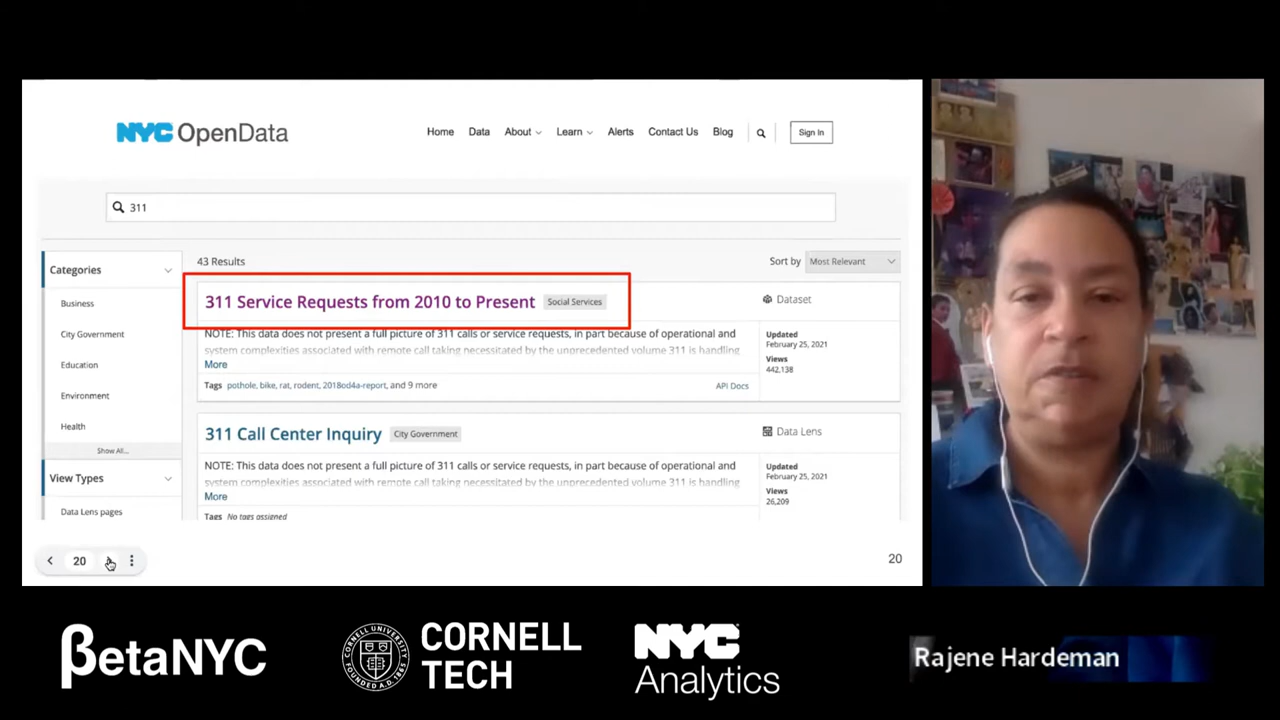 NYC OpenData
Home Data About Learn Alerts Contact Us Blog Sign In
311
Categories
Business
City Government
Education
Environment
Health
Show All...
View Types
Data Lens pages
43 Results
Sort by Most Relevant
311 Service Requests from 2010 to Present Social Services
Dataset
NOTE: This data does not present a full picture of 311 calls or service requests, in part because of operational and
system complexities associated with remote call taking necessitated by the unprecedented volume 311 is handling
More
Tags pothole, bike, rat, rodent, 2018od4a-report, and 9 more
API Docs
Updated
February 25, 2021
Views
442,138
311 Call Center Inquiry City Government
Data Lens
NOTE: This data does not present a full picture of 311 calls or service requests, in part because of operational and
system complexities associated with remote call taking necessitated by the unprecedented volume 311 is handling
More
Tags No tags assigned
Updated
February 25, 2021
Views
26,209
20
20
βetaNYC
CORNELL UNIVERSITY
FOUNDED A.D. 1865
CORNELL
TECH
NYC
Analytics
Rajene Hardeman